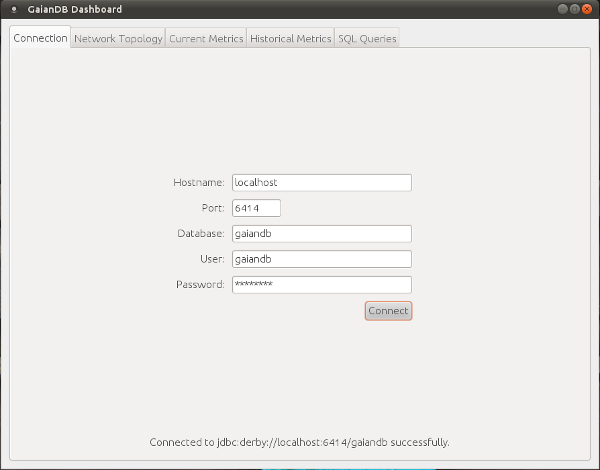 GaianDB Dashboard
Connection Network Topology Current Metrics Historical Metrics SQL Queries
Hostname: localhost
Port: 6414
Database: gaiandb
User: gaiandb
Password: ********
Connect
Connected to jdbc:derby://localhost:6414/gaiandb successfully.